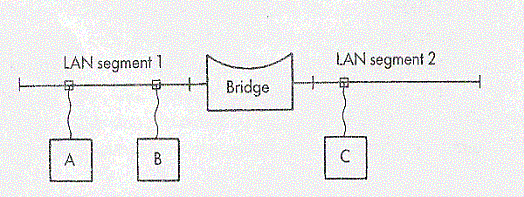 LAN segment 1
LAN segment 2
Bridge
A
B
C